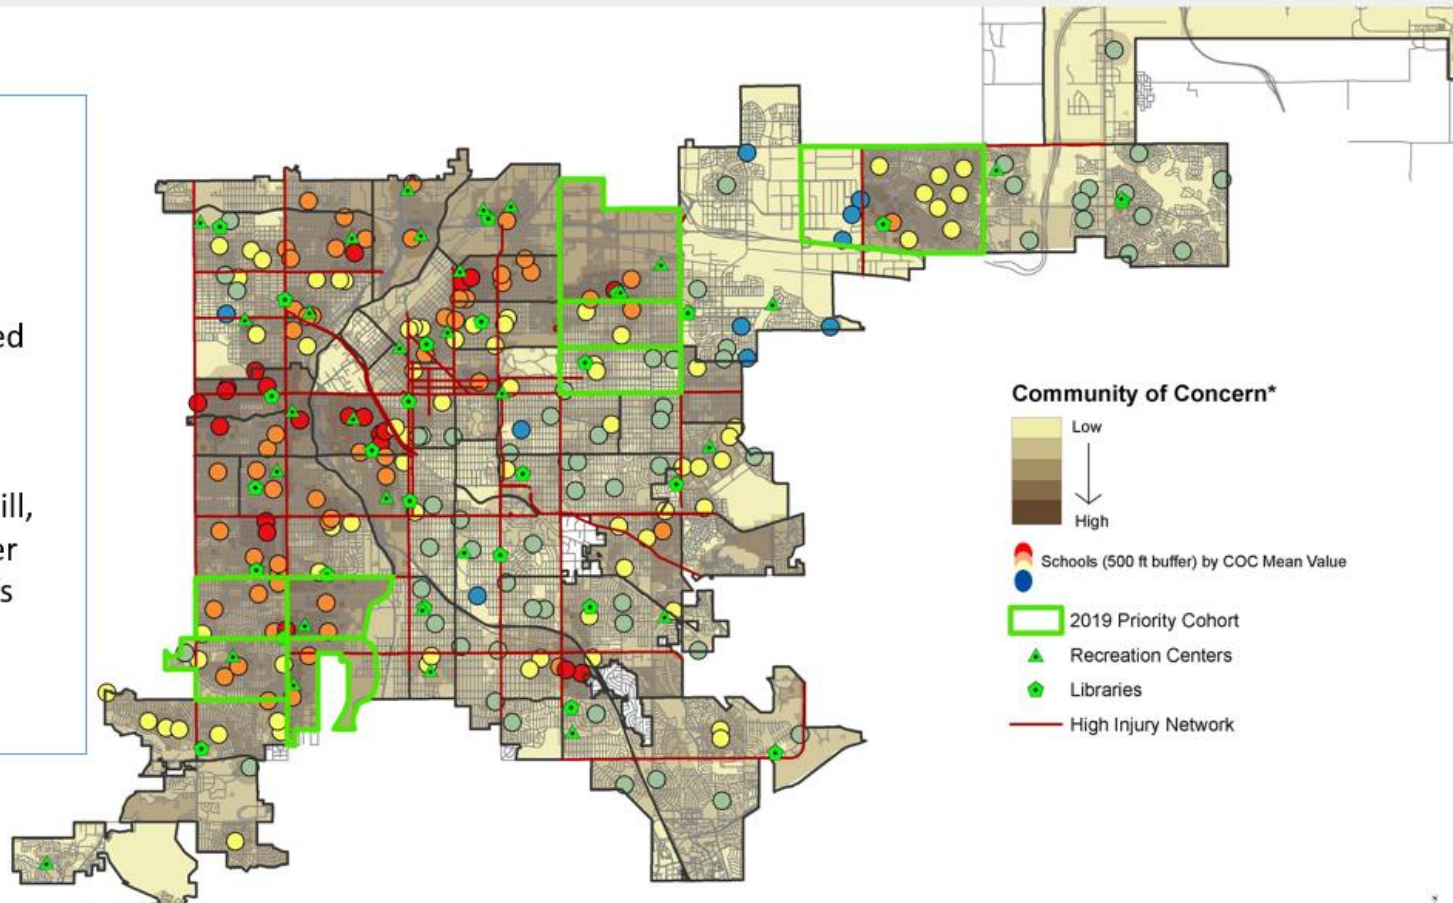 ed
ill,
er
s
Community of Concern*
Low
High
Schools (500 ft buffer) by COC Mean Value
2019 Priority Cohort
Recreation Centers
Libraries
High Injury Network